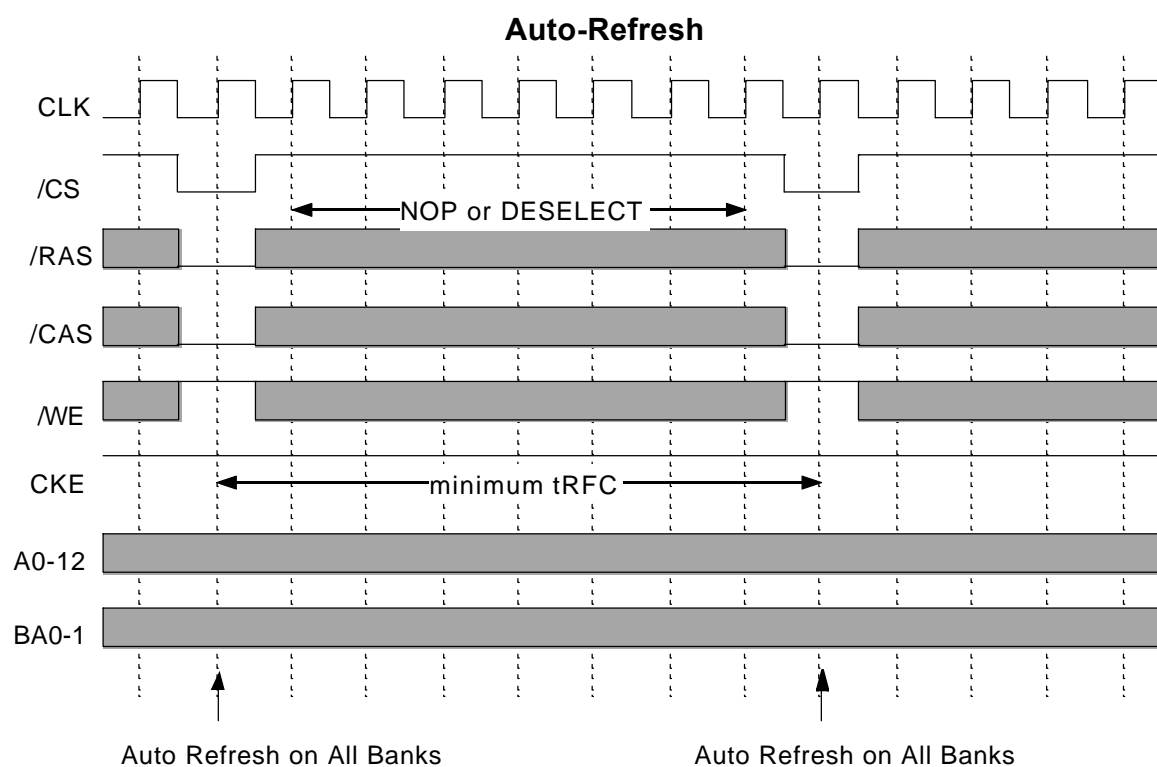 Auto-Refresh
CLK
/CS
NOP or DESELECT
/RAS
/CAS
/WE
CKE
minimum tRFC
A0-12
BA0-1
Auto Refresh on All Banks
Auto Refresh on All Banks